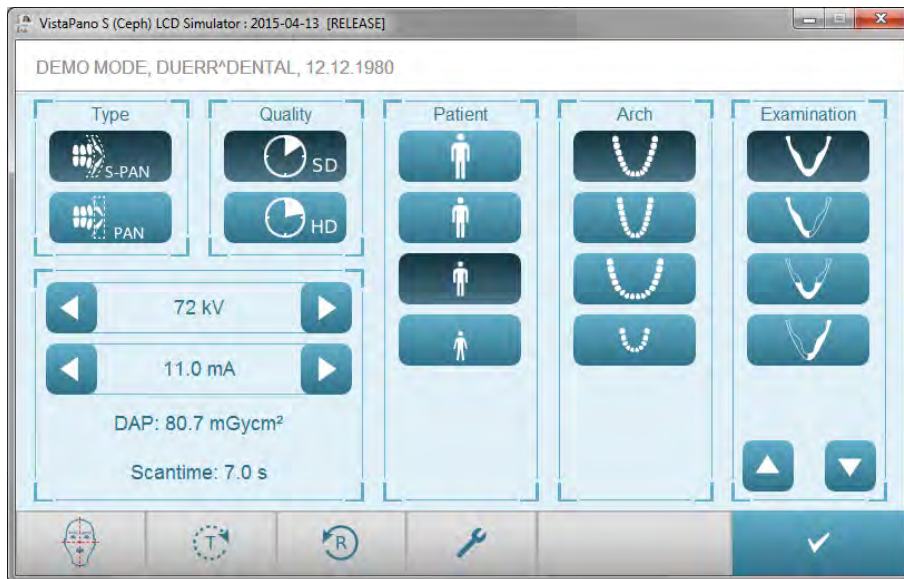 VistaPano S (Ceph) LCD Simulator : 2015-04-13 [RELEASE]
DEMO MODE, DUERR^DENTAL, 12.12.1980
Type
Quality
Patient
Arch
Examination
S-PAN
SD
PAN
HD
72 kV
11.0 mA
DAP: 80.7 mGycm²
Scantime: 7.0 s
T
R